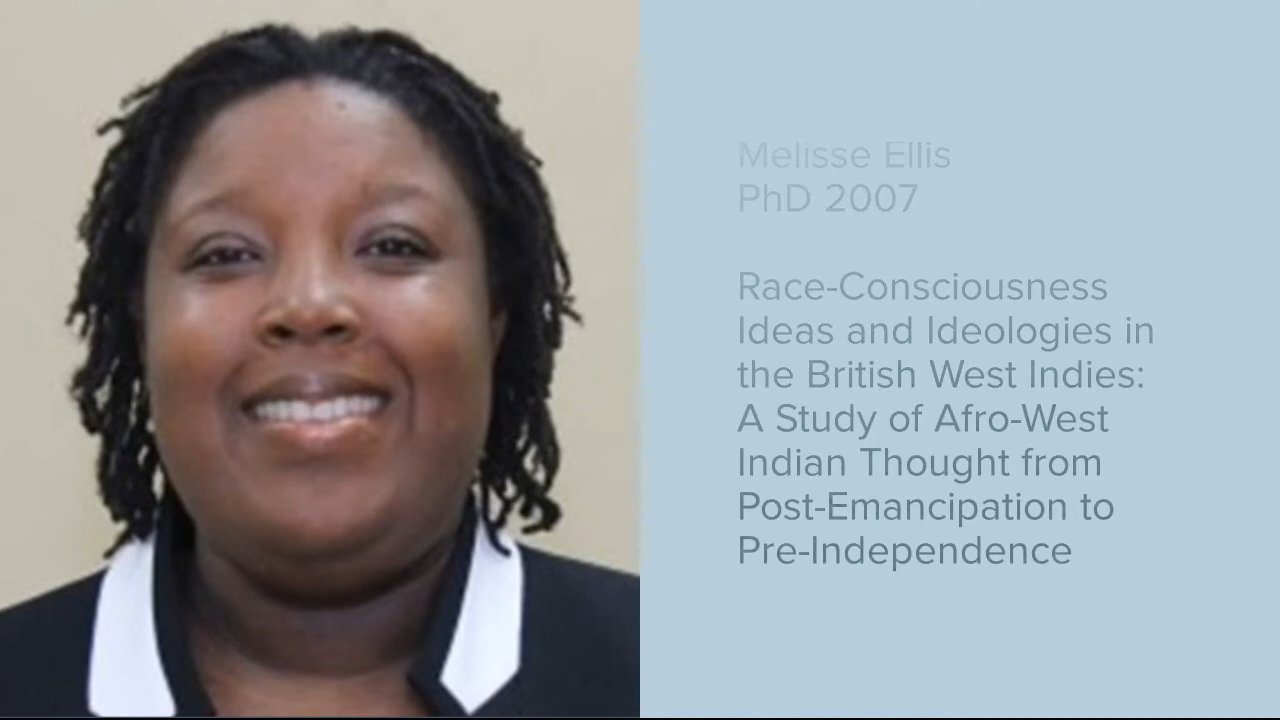 Melisse Ellis
PhD 2007
Race-Consciousness
Ideas and Ideologies in
the British West Indies:
A Study of Afro-West
Indian Thought from
Post-Emancipation to
Pre-Independence